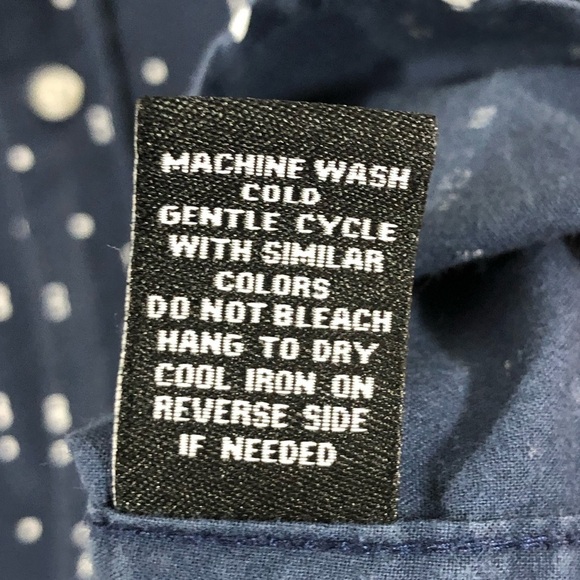 MACHINE WASH
COLD
GENTLE CYCLE
WITH SIMILAR
COLORS
DO NOT BLEACH
HANG TO DRY
COOL IRON ON
REVERSE SIDE
IF NEEDED